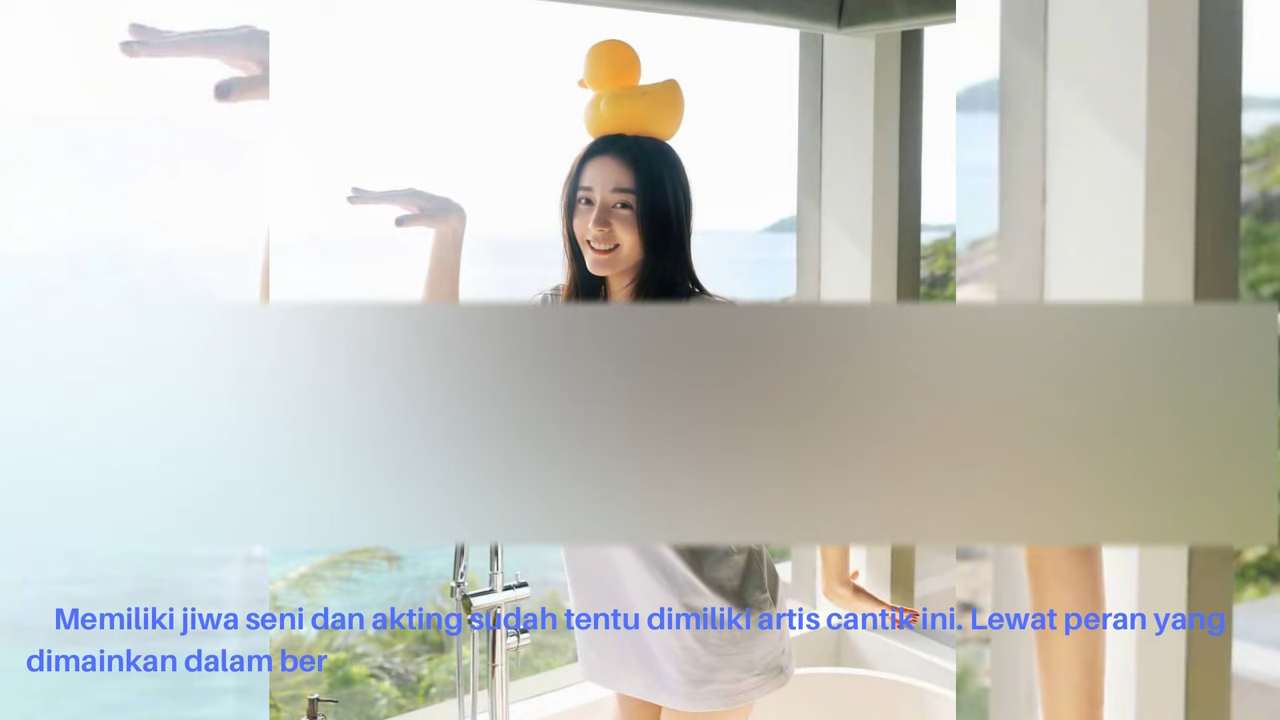 Memiliki jiwa seni dan akting sudah tentu dimiliki artis cantik ini. Lewat peran yang
dimainkan dalam ber